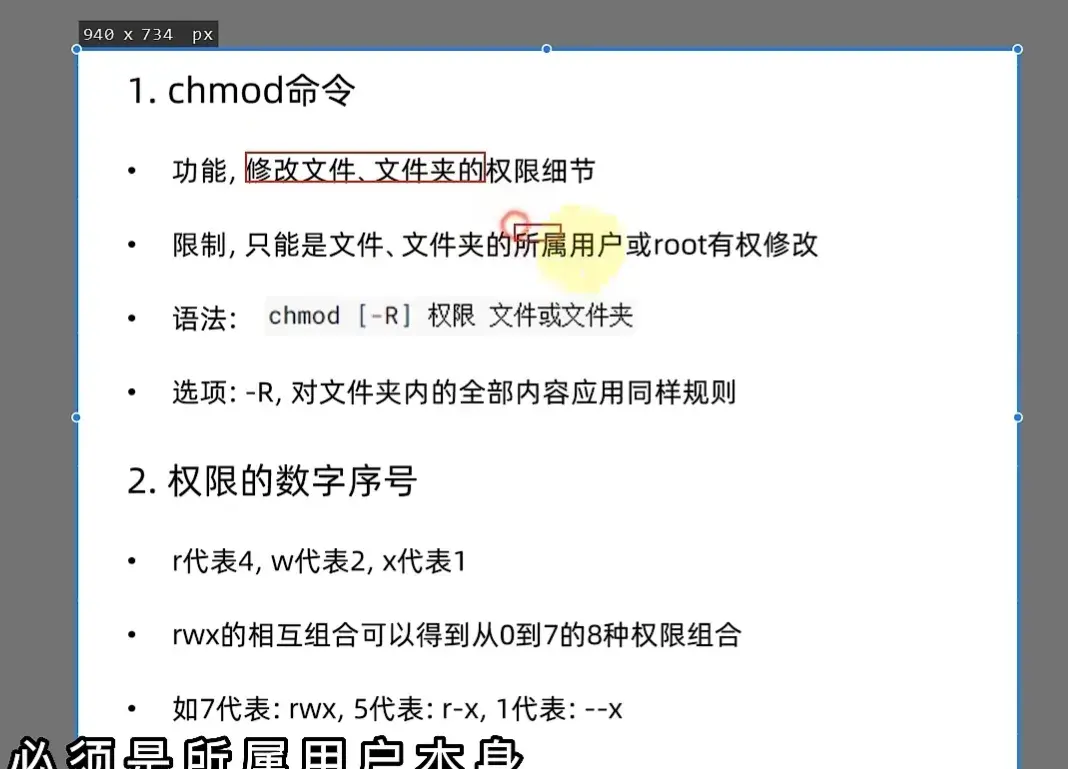 940 x 734 px
1. chmod命令
• 功能, 修改文件、文件夹的权限细节
• 限制, 只能是文件、文件夹的所属用户或root有权修改
• 语法: chmod [-R] 权限 文件或文件夹
• 选项: -R, 对文件夹内的全部内容应用同样规则
2. 权限的数字序号
• r代表4, w代表2, x代表1
• rwx的相互组合可以得到从0到7的8种权限组合
• 如7代表: rwx, 5代表: r-x, 1代表: --x
必须是所属用户本身